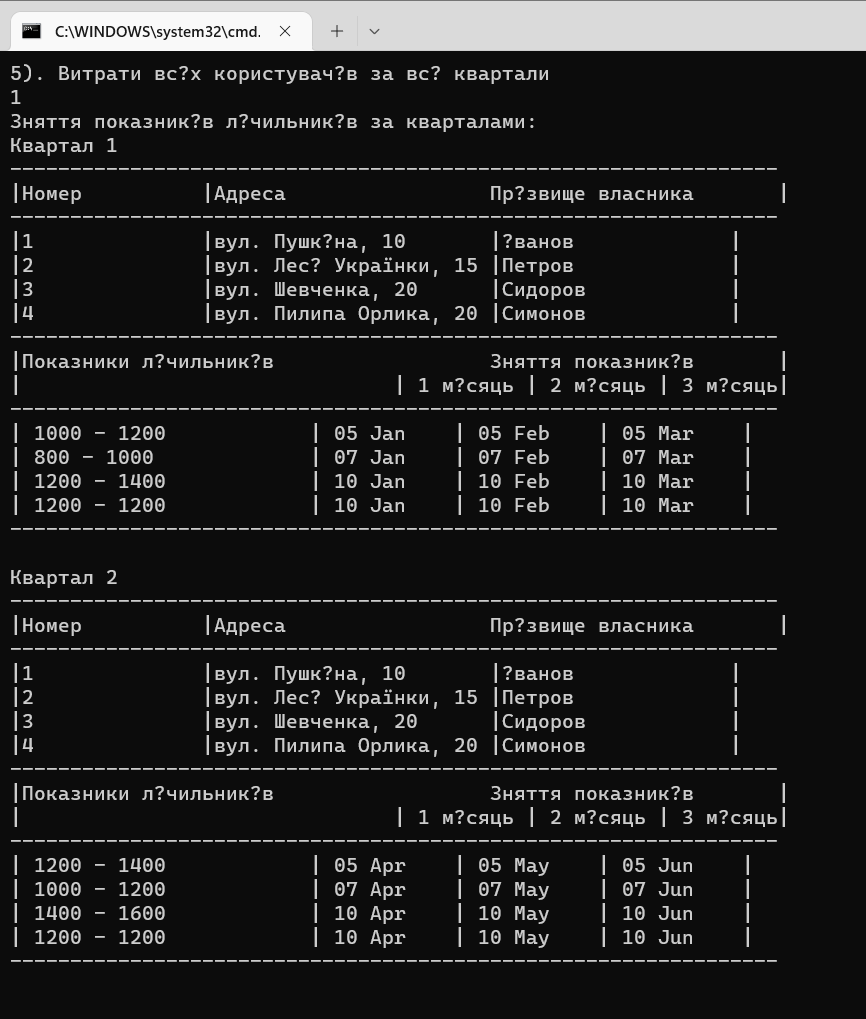 C:\WINDOWS\system32\cmd.
5). Витрати вс?х користувач?в за вс? квартали
1
Зняття показник?в л?чильник?в за кварталами:
Квартал 1
----------------------------------------------------------------
|Номер          |Адреса                 Пр?звище власника       |
----------------------------------------------------------------
|1              |вул. Пушк?на, 10       |?ванов             |
|2              |вул. Лес? Українки, 15 |Петров             |
|3              |вул. Шевченка, 20      |Сидоров            |
|4              |вул. Пилипа Орлика, 20 |Симонов            |
----------------------------------------------------------------
|Показники л?чильник?в                  Зняття показник?в       |
|                               | 1 м?сяць | 2 м?сяць | 3 м?сяць|
----------------------------------------------------------------
| 1000 - 1200            | 05 Jan    | 05 Feb    | 05 Mar    |
| 800 - 1000             | 07 Jan    | 07 Feb    | 07 Mar    |
| 1200 - 1400            | 10 Jan    | 10 Feb    | 10 Mar    |
| 1200 - 1200            | 10 Jan    | 10 Feb    | 10 Mar    |
----------------------------------------------------------------
Квартал 2
----------------------------------------------------------------
|Номер          |Адреса                 Пр?звище власника       |
----------------------------------------------------------------
|1              |вул. Пушк?на, 10       |?ванов             |
|2              |вул. Лес? Українки, 15 |Петров             |
|3              |вул. Шевченка, 20      |Сидоров            |
|4              |вул. Пилипа Орлика, 20 |Симонов            |
----------------------------------------------------------------
|Показники л?чильник?в                  Зняття показник?в       |
|                               | 1 м?сяць | 2 м?сяць | 3 м?сяць|
----------------------------------------------------------------
| 1200 - 1400            | 05 Apr    | 05 May    | 05 Jun    |
| 1000 - 1200            | 07 Apr    | 07 May    | 07 Jun    |
| 1400 - 1600            | 10 Apr    | 10 May    | 10 Jun    |
| 1200 - 1200            | 10 Apr    | 10 May    | 10 Jun    |
----------------------------------------------------------------